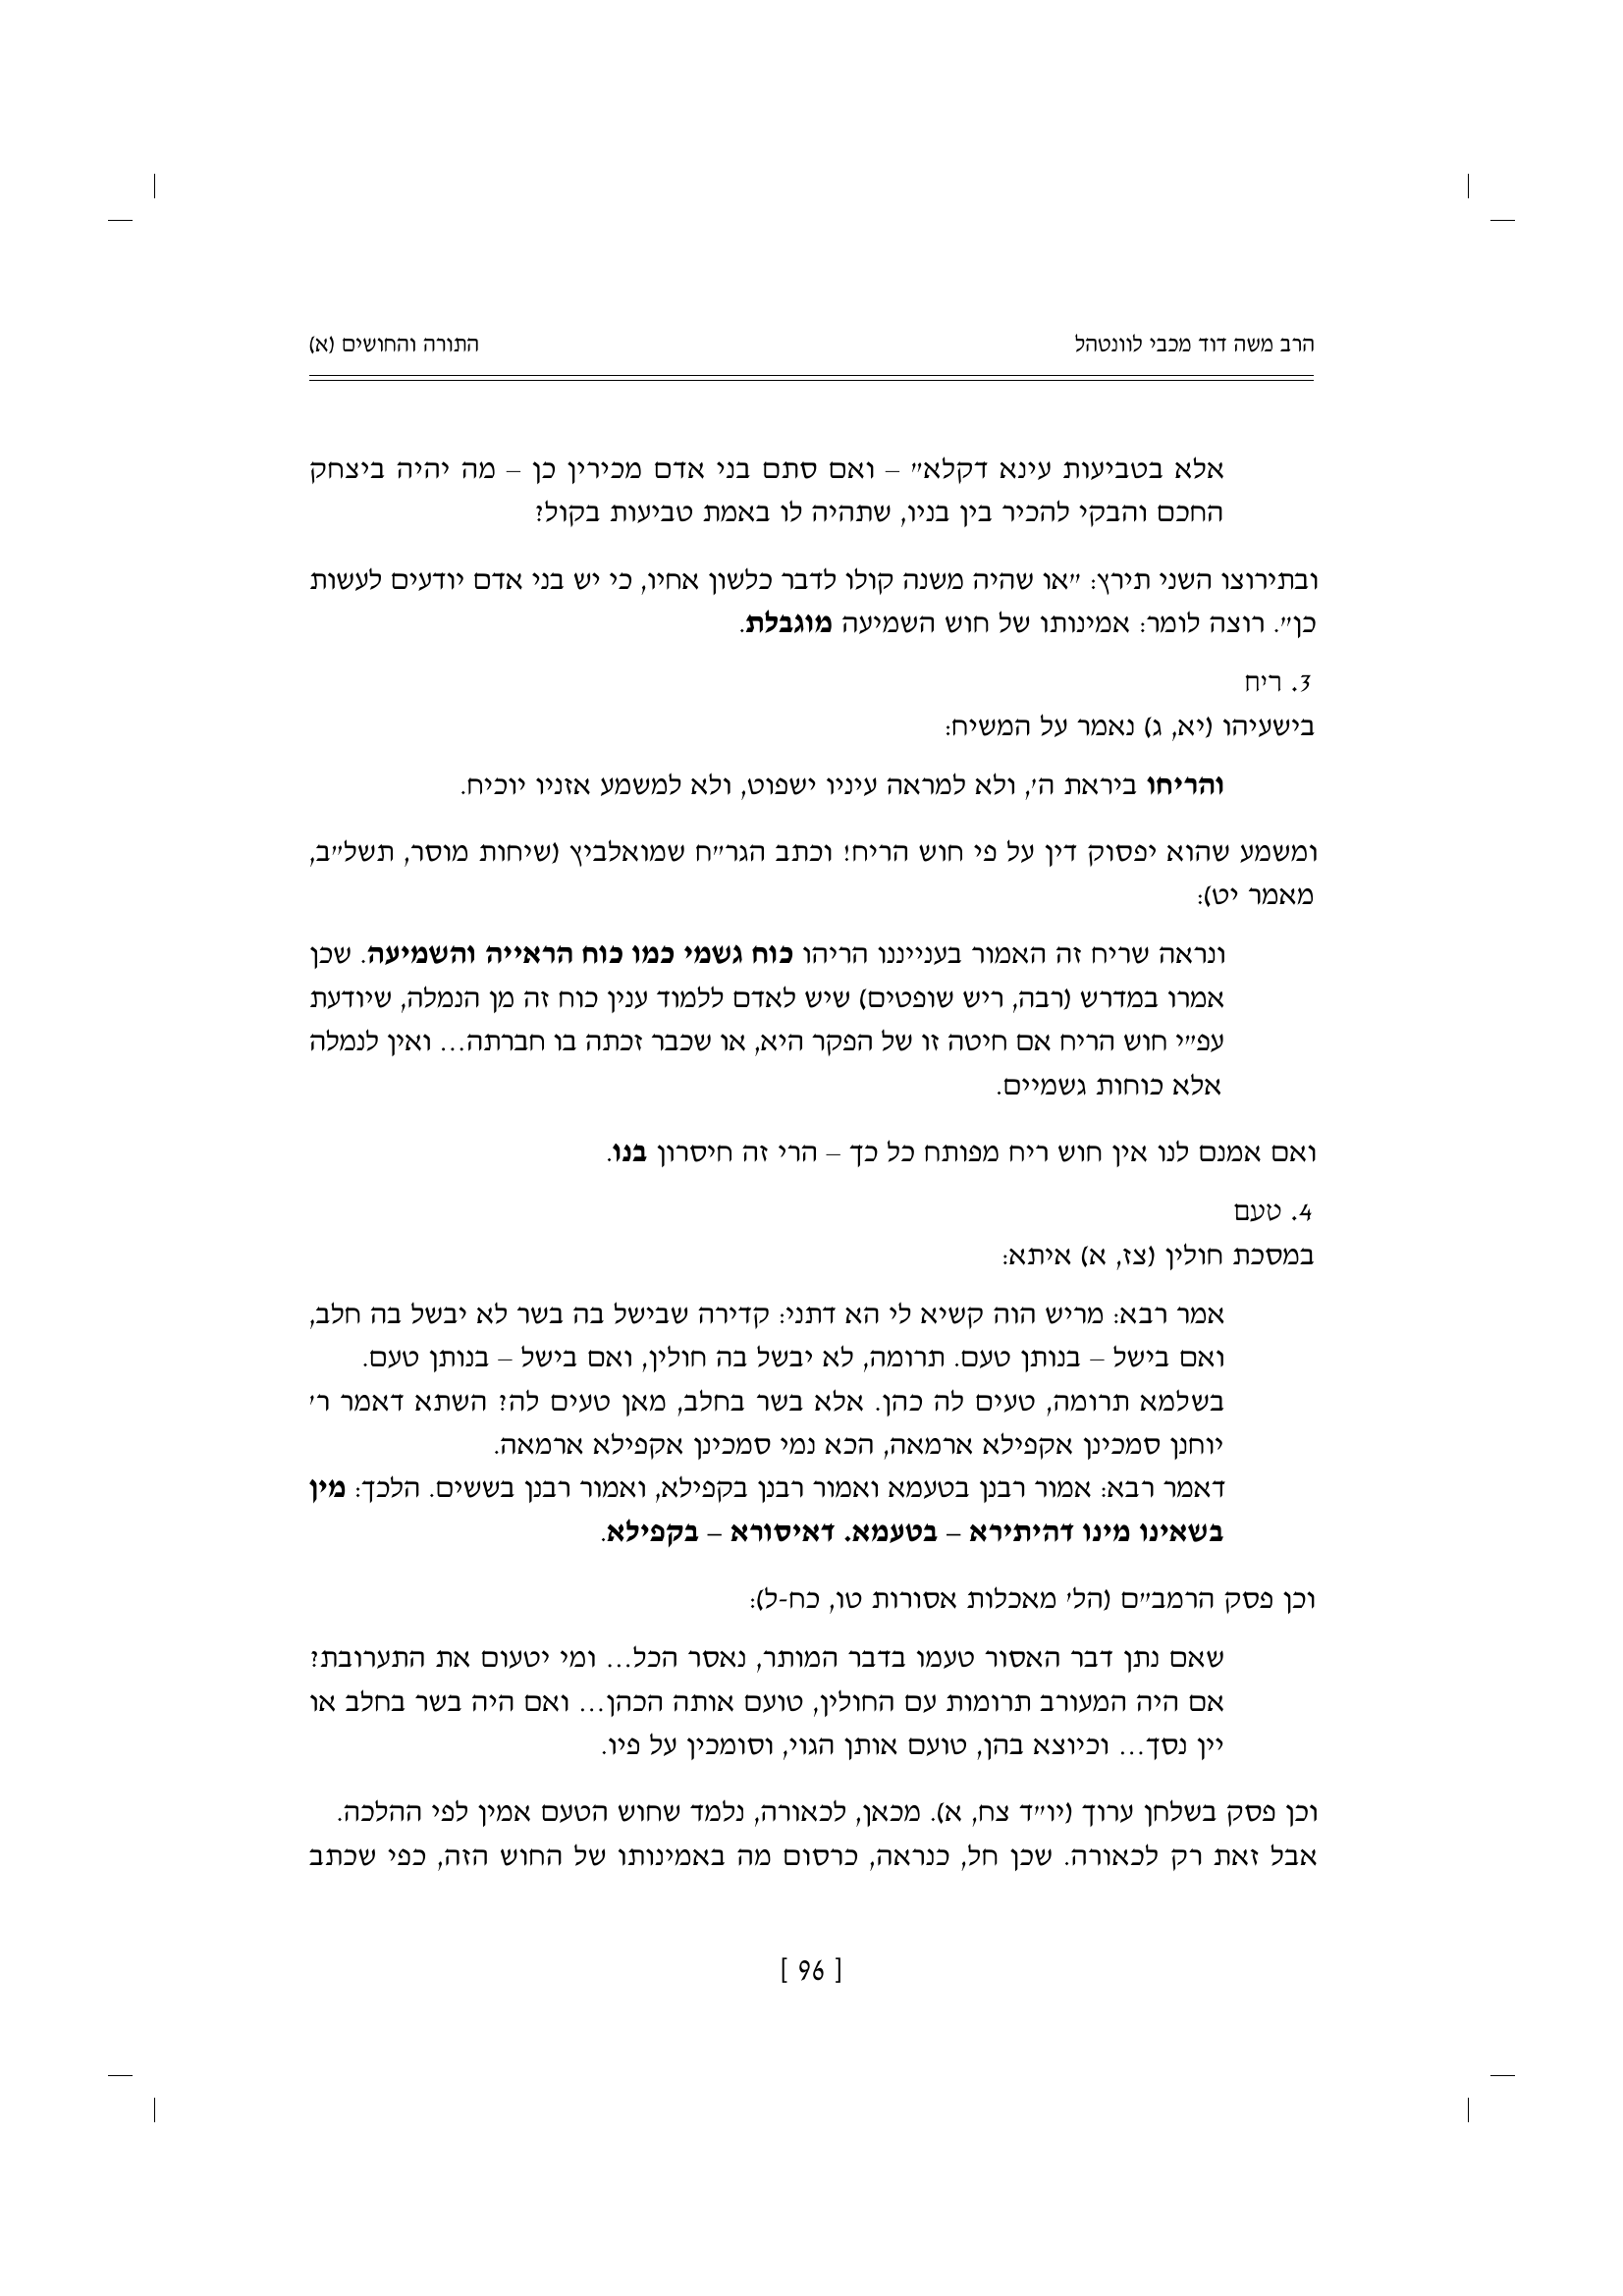 הרב משה דוד מכבי לוונטהל
התורה והחושים (א)
אלא בטביעות עינא דקלא" – ואם סתם בני אדם מכירין כן – מה יהיה ביצחק
החכם והבקי להכיר בין בניו, שתהיה לו באמת טביעות בקול?
ובתירוצו השני תירץ: "או שהיה משנה קולו לדבר כלשון אחיו, כי יש בני אדם יודעים לעשות
כן". רוצה לומר: אמינותו של חוש השמיעה מוגבלת.
3. ריח
בישעיהו (יא, ג) נאמר על המשיח:
והריחו ביראת ה', ולא למראה עיניו ישפוט, ולא למשמע אזניו יוכיח.
ומשמע שהוא יפסוק דין על פי חוש הריח! וכתב הגר"ח שמואלביץ (שיחות מוסר, תשל"ב,
מאמר יט):
ונראה שריח זה האמור בענייננו הריהו כוח גשמי כמו כוח הראייה והשמיעה. שכן
אמרו במדרש (רבה, ריש שופטים) שיש לאדם ללמוד ענין כוח זה מן הנמלה, שיודעת
עפ"י חוש הריח אם חיטה זו של הפקר היא, או שכבר זכתה בו חברתה... ואין לנמלה
אלא כוחות גשמיים.
ואם אמנם לנו אין חוש ריח מפותח כל כך – הרי זה חיסרון בנו.
4. טעם
במסכת חולין (צז, א) איתא:
אמר רבא: מריש הוה קשיא לי הא דתני: קדירה שבישל בה בשר לא יבשל בה חלב,
ואם בישל – בנותן טעם. תרומה, לא יבשל בה חולין, ואם בישל – בנותן טעם.
בשלמא תרומה, טעים לה כהן. אלא בשר בחלב, מאן טעים לה? השתא דאמר ר'
יוחנן סמכינן אקפילא ארמאה, הכא נמי סמכינן אקפילא ארמאה.
דאמר רבא: אמור רבנן בטעמא ואמור רבנן בקפילא, ואמור רבנן בששים. הלכך: מין
בשאינו מינו דהיתירא – בטעמא. דאיסורא – בקפילא.
וכן פסק הרמב"ם (הל' מאכלות אסורות טו, כח-ל):
שאם נתן דבר האסור טעמו בדבר המותר, נאסר הכל... ומי יטעום את התערובת?
אם היה המעורב תרומות עם החולין, טועם אותה הכהן... ואם היה בשר בחלב או
יין נסך... וכיוצא בהן, טועם אותן הגוי, וסומכין על פיו.
וכן פסק בשלחן ערוך (יו"ד צח, א). מכאן, לכאורה, נלמד שחוש הטעם אמין לפי ההלכה.
אבל זאת רק לכאורה. שכן חל, כנראה, כרסום מה באמינותו של החוש הזה, כפי שכתב
[ 96 ]